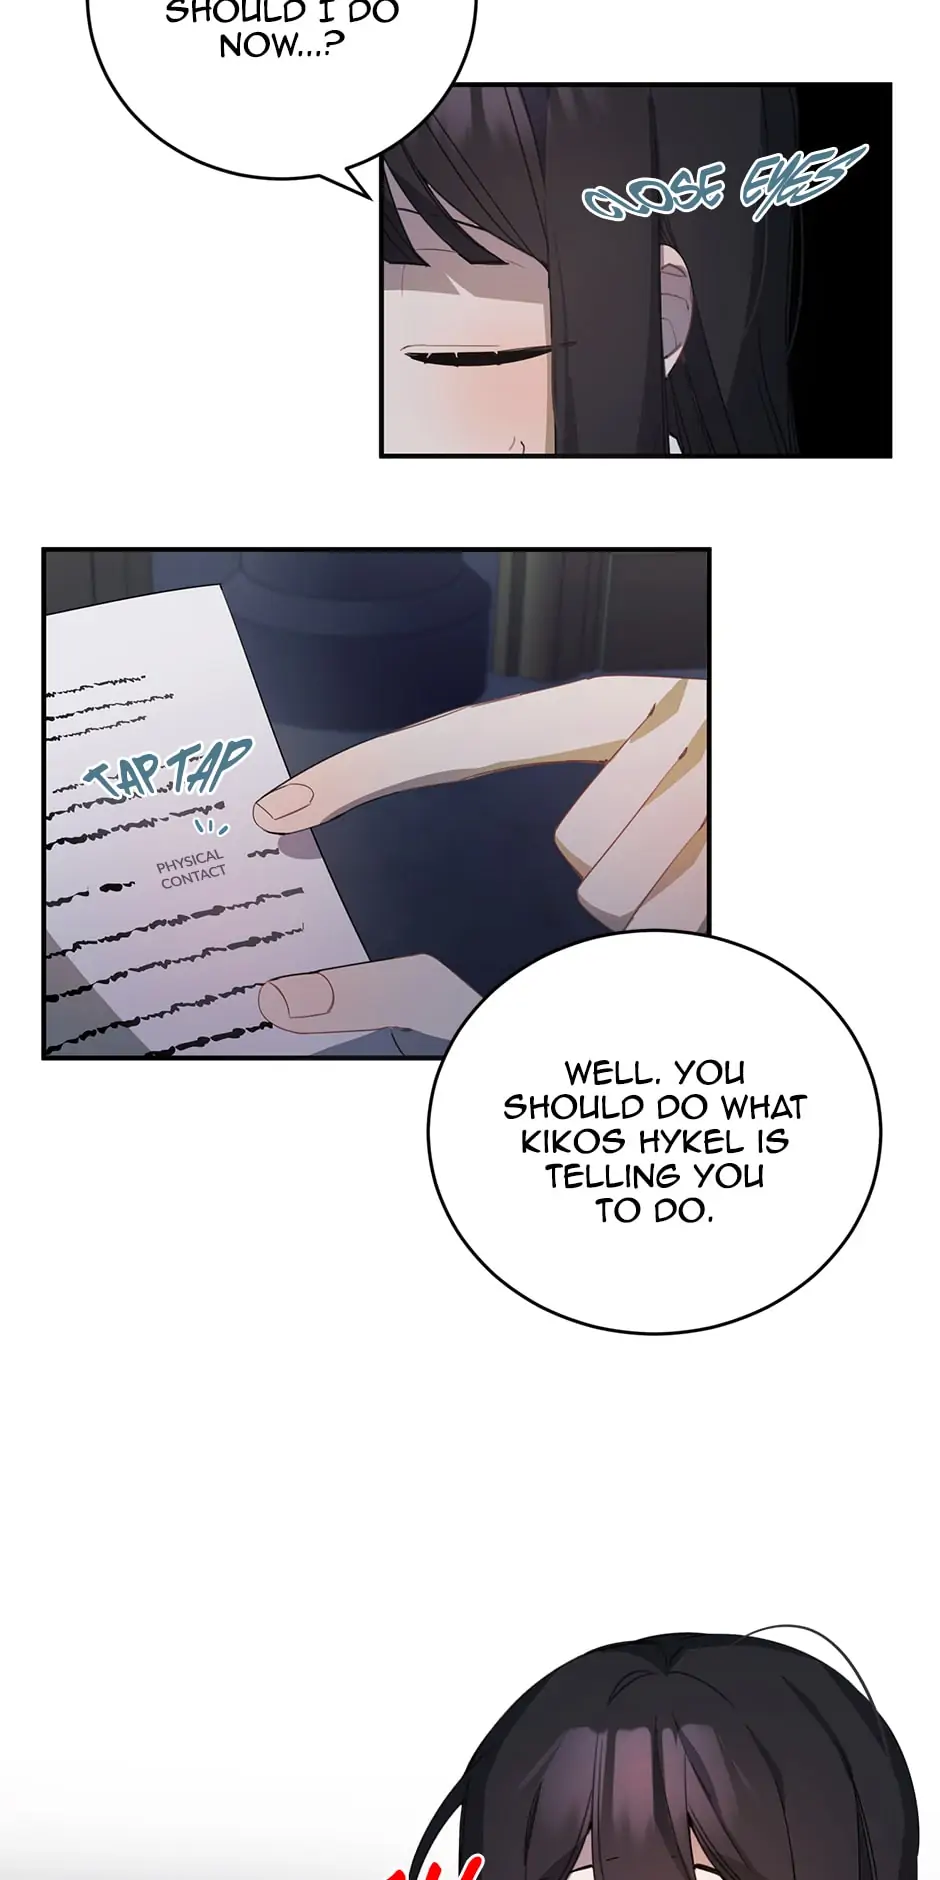 SHOULD I DO
NOW...?
CLOSE EYES
TAP TAP
PHYSICAL
CONTACT
WELL. YOU
SHOULD DO WHAT
KIKOS HYKEL IS
TELLING YOU
TO DO.